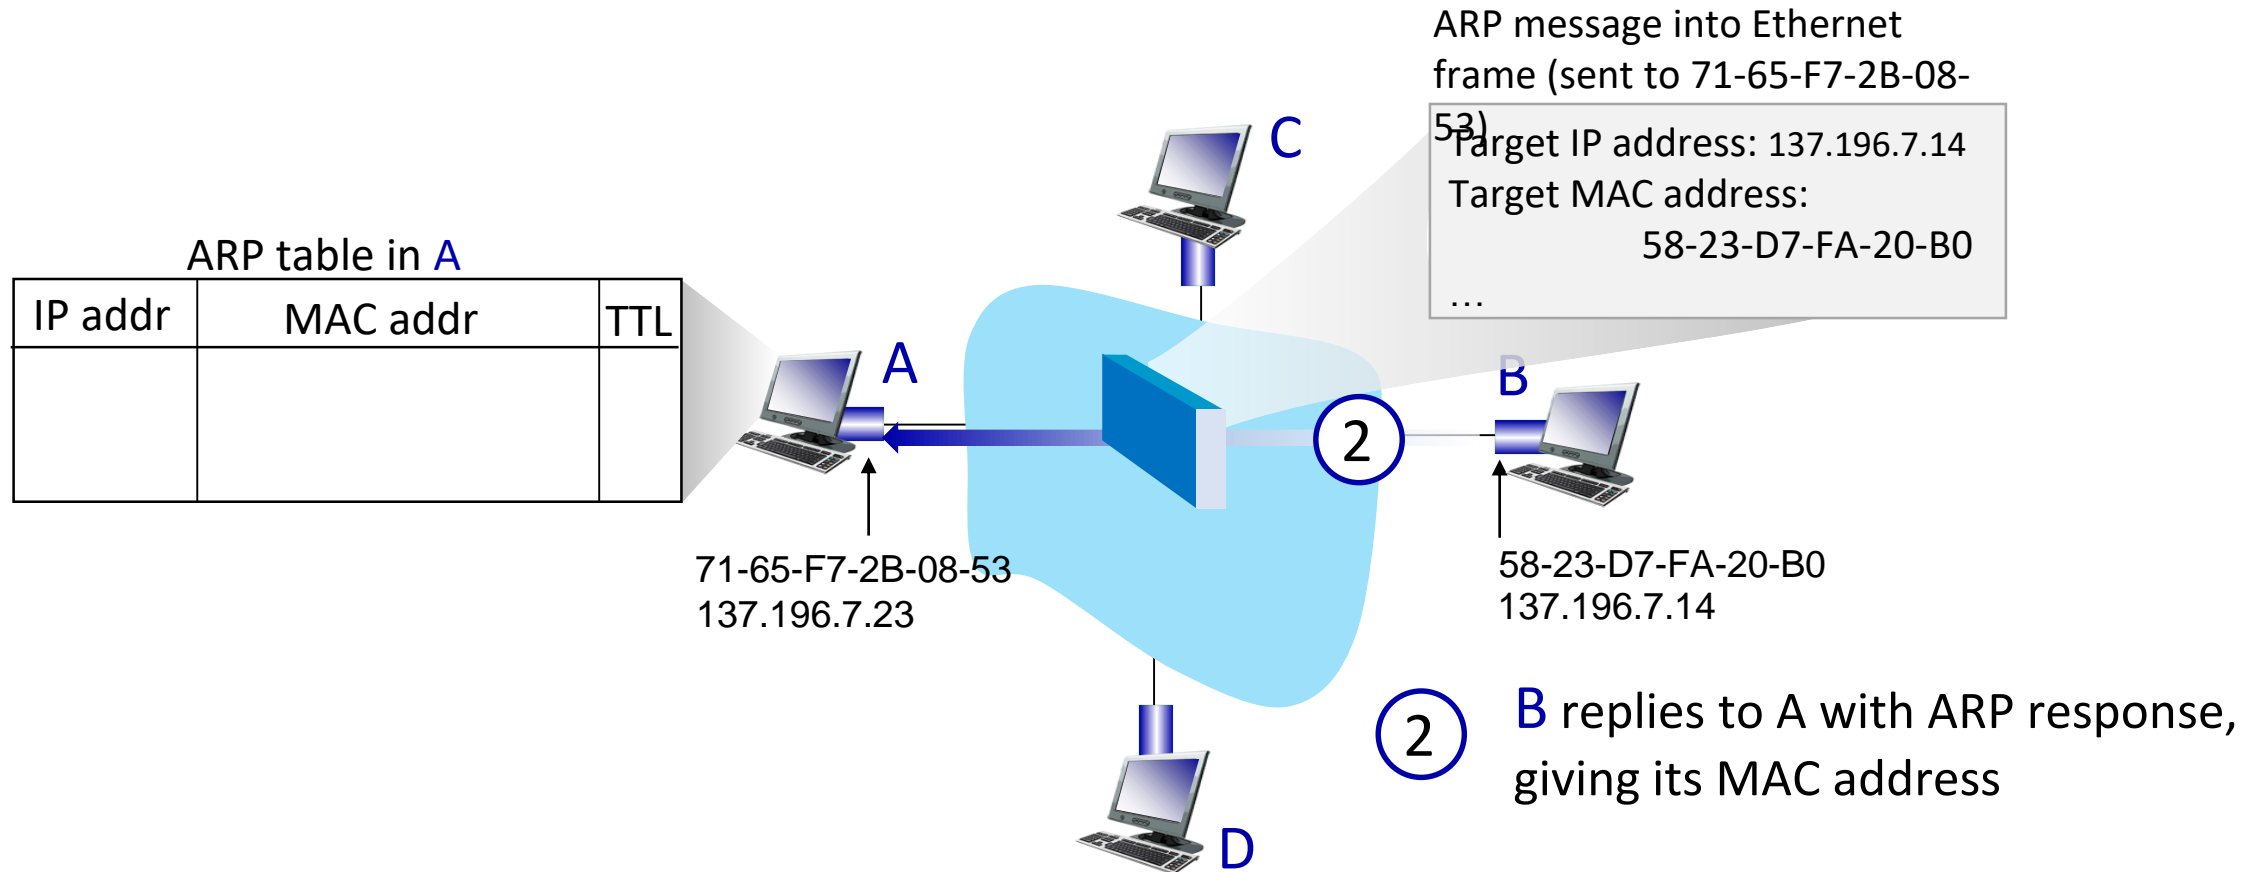 ARP message into Ethernet
frame (sent to 71-65-F7-2B-08-
53)
Target IP address: 137.196.7.14
Target MAC address:
58-23-D7-FA-20-B0
…
C
ARP table in A
IP addr MAC addr TTL
A
B
2
71-65-F7-2B-08-53
137.196.7.23
58-23-D7-FA-20-B0
137.196.7.14
2 B replies to A with ARP response,
giving its MAC address
D